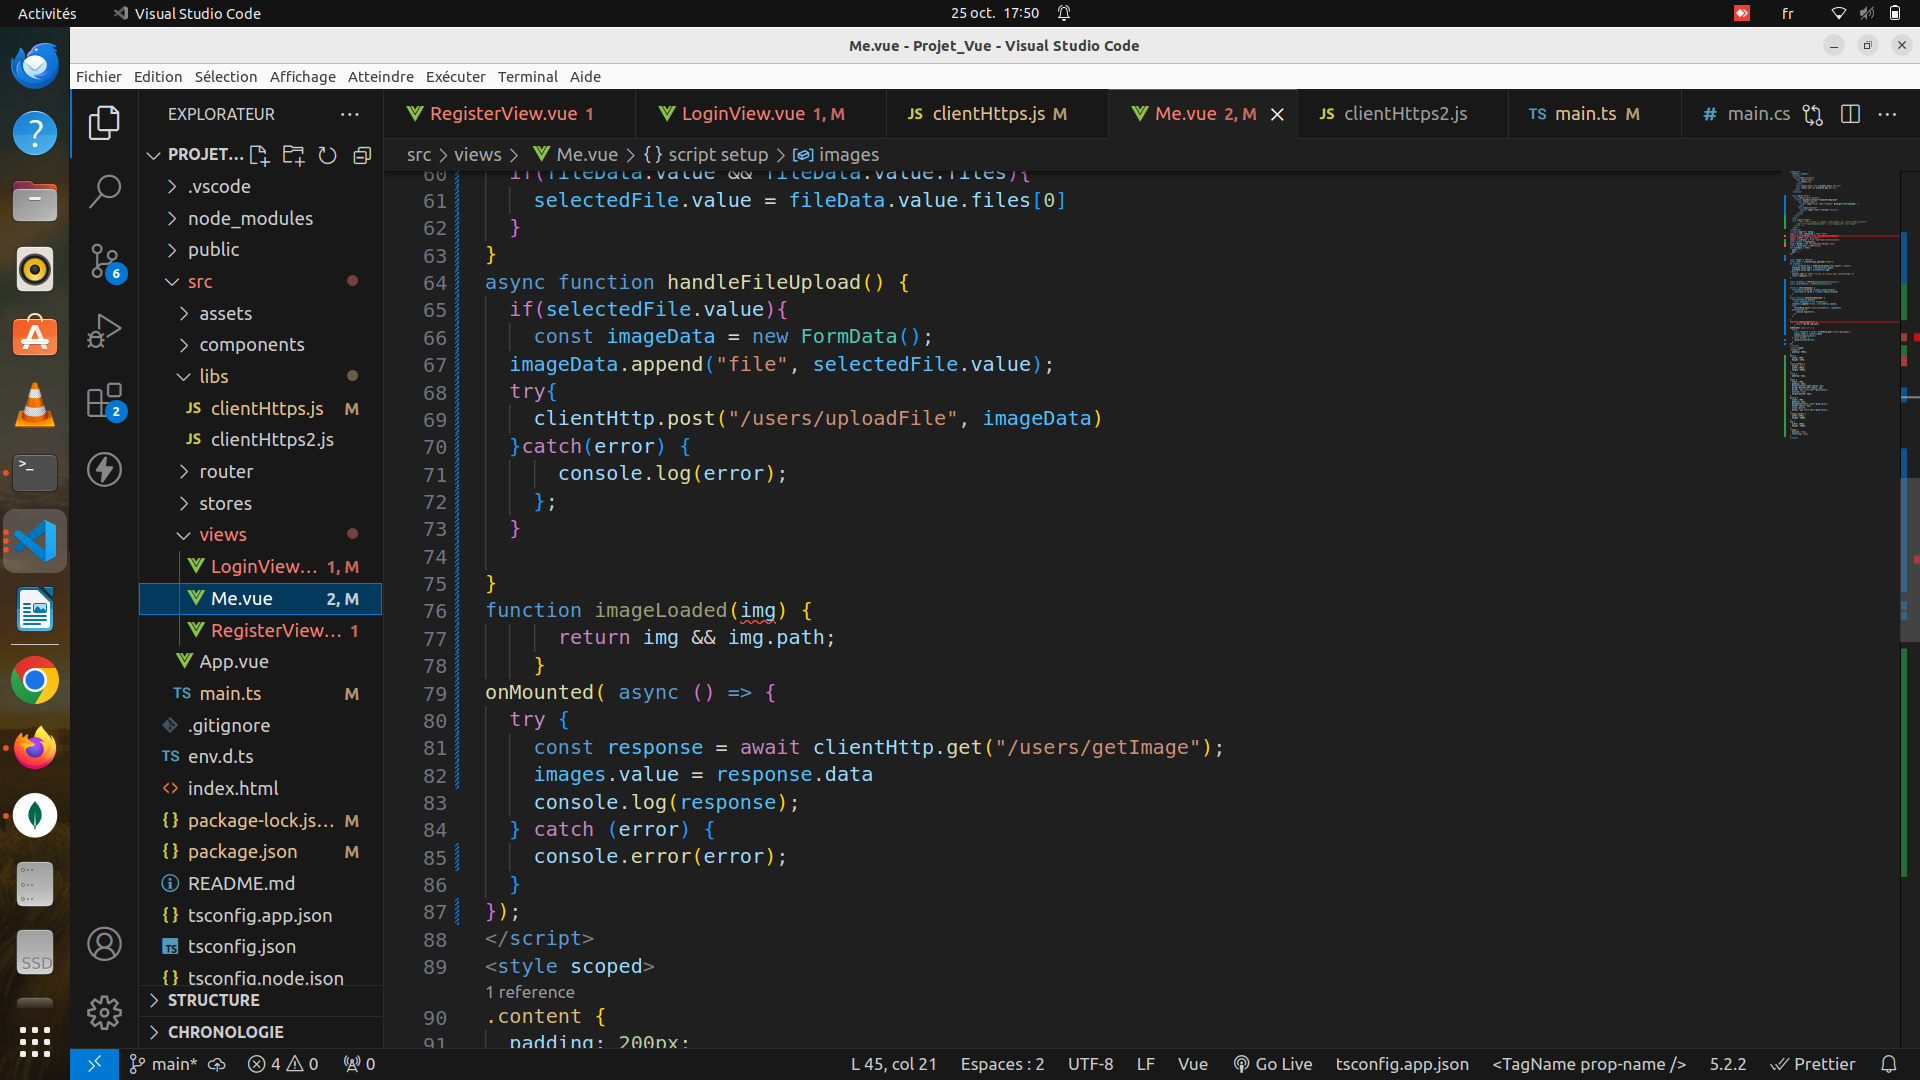 Activités
Visual Studio Code
25 oct. 17:50
fr
Me.vue - Projet_Vue - Visual Studio Code
Fichier Edition Sélection Affichage Atteindre Exécuter Terminal Aide
EXPLORATEUR
RegisterView.vue 1
LoginView.vue 1, M
JS clientHttps.js M
Me.vue 2, M
JS clientHttps2.js
TS main.ts M
# main.cs
PROJET...
src > views > Me.vue > {} script setup > images
.vscode
node_modules
public
src
assets
components
libs
JS clientHttps.js M
JS clientHttps2.js
router
stores
views
LoginView... 1, M
Me.vue 2, M
RegisterView... 1
App.vue
TS main.ts M
.gitignore
TS env.d.ts
<> index.html
{} package-lock.js... M
{} package.json M
README.md
{} tsconfig.app.json
TS tsconfig.json
{} tsconfig.node.json
STRUCTURE
CHRONOLOGIE
6
2
SSD
60 if(fileData.value && fileData.value.files){
61 selectedFile.value = fileData.value.files[0]
62 }
63 }
64 async function handleFileUpload() {
65 if(selectedFile.value){
66 const imageData = new FormData();
67 imageData.append("file", selectedFile.value);
68 try{
69 clientHttp.post("/users/uploadFile", imageData)
70 }catch(error) {
71 console.log(error);
72 };
73 }
74
75 }
76 function imageLoaded(img) {
77 return img && img.path;
78 }
79 onMounted( async () => {
80 try {
81 const response = await clientHttp.get("/users/getImage");
82 images.value = response.data
83 console.log(response);
84 } catch (error) {
85 console.error(error);
86 }
87 });
88 </script>
89 <style scoped>
1 reference
90 .content {
91 padding: 200px;
main*
4 0
0
L 45, col 21
Espaces : 2
UTF-8
LF
Vue
Go Live
tsconfig.app.json
<TagName prop-name />
5.2.2
Prettier